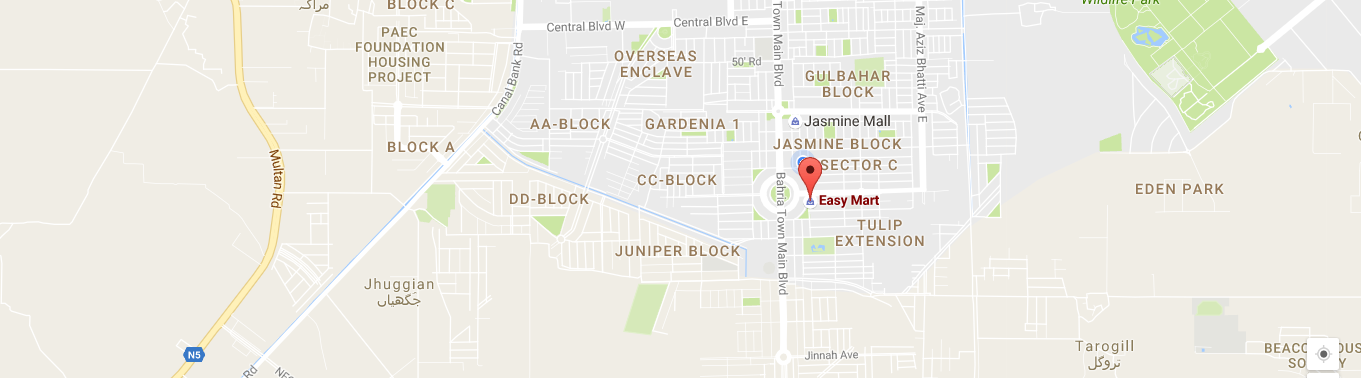 مراکہ
BLOCK C
Wildlife Park
Central Blvd W
Central Blvd E
Town Main Blvd
Maj. Aziz Bhatti Ave E
PAEC
FOUNDATION
HOUSING
PROJECT
OVERSEAS
ENCLAVE
50' Rd
GULBAHAR
BLOCK
Canal Bank Rd
AA-BLOCK
GARDENIA 1
Jasmine Mall
BLOCK A
JASMINE BLOCK
SECTOR C
Multan Rd
CC-BLOCK
EDEN PARK
DD-BLOCK
Bahria Town Main Blvd
Easy Mart
TULIP
EXTENSION
JUNIPER BLOCK
Jhuggian
جگھیاں
N5
Jinnah Ave
Tarogill
تروگل
Rd